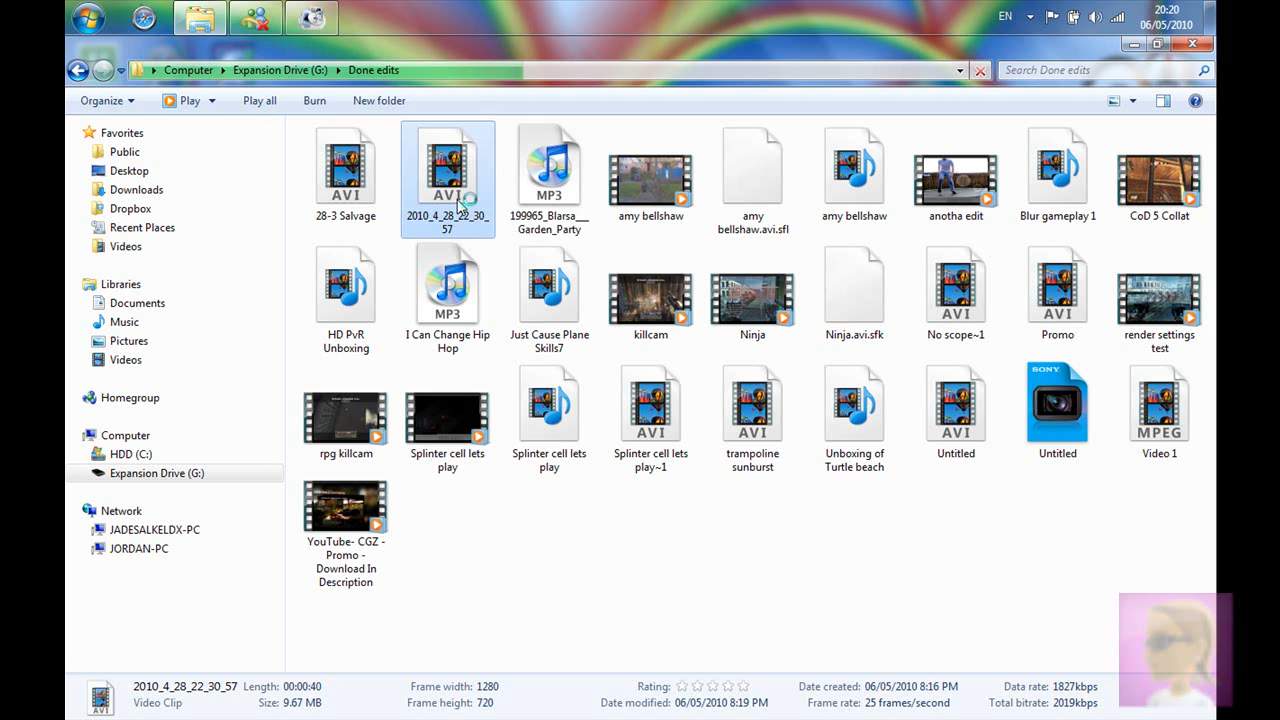 EN
20:20
06/05/2010
Computer
Expansion Drive (G:)
Done edits
Search Done edits
Organize
Play
Play all
Burn
New folder
Favorites
Public
Desktop
Downloads
Dropbox
Recent Places
Videos
Libraries
Documents
Music
Pictures
Videos
Homegroup
Computer
HDD (C:)
Expansion Drive (G:)
Network
JADESALKELDX-PC
JORDAN-PC
AVI
28-3 Salvage
AVI
2010_4_28_22_30_
57
MP3
199965_Blarsa___
Garden_Party
amy bellshaw
amy
bellshaw.avi.sfl
amy bellshaw
anotha edit
Blur gameplay 1
CoD 5 Collat
HD PvR
Unboxing
MP3
I Can Change Hip
Hop
Just Cause Plane
Skills7
killcam
Ninja
Ninja.avi.sfk
AVI
No scope~1
AVI
Promo
render settings
test
rpg killcam
Splinter cell lets
play
Splinter cell lets
play
AVI
Splinter cell lets
play~1
AVI
trampoline
sunburst
Unboxing of
Turtle beach
AVI
Untitled
SONY
Untitled
MPEG
Video 1
YouTube- CGZ -
Promo -
Download In
Description
2010_4_28_22_30_57
Video Clip
Length: 00:00:40
Size: 9.67 MB
Frame width: 1280
Frame height: 720
Rating:
Date modified: 06/05/2010 8:19 PM
Date created: 06/05/2010 8:16 PM
Frame rate: 25 frames/second
Data rate: 1827kbps
Total bitrate: 2019kbps